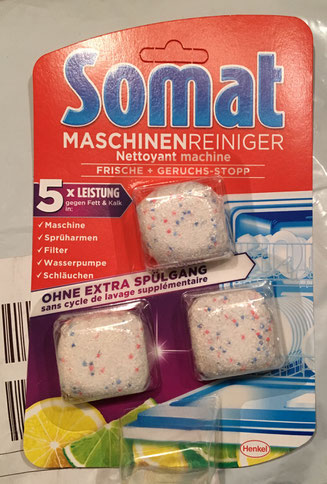 Somat
MASCHINENREINIGER
Nettoyant machine
FRISCHE + GERUCHS-STOPP
5 x LEISTUNG
gegen Fett & Kalk
in:
✓ Maschine
✓ Sprüharmen
✓ Filter
✓ Wasserpumpe
✓ Schläuchen
OHNE EXTRA SPÜLGANG
sans cycle de lavage supplémentaire
Henkel